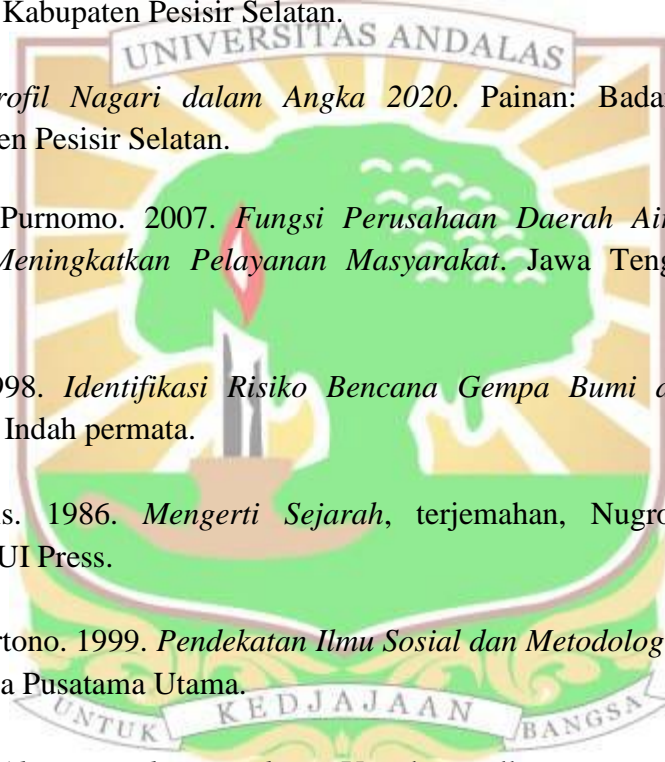 Kabupaten Pesisir Selatan.
UNIVERSITAS ANDALAS
rofil Nagari dalam Angka 2020. Painan: Bada
en Pesisir Selatan.
Purnomo. 2007. Fungsi Perusahaan Daerah Air
Meningkatkan Pelayanan Masyarakat. Jawa Teng
998. Identifikasi Risiko Bencana Gempa Bumi
Indah permata.
s. 1986. Mengerti Sejarah, terjemahan, Nugro
UI Press.
rtono. 1999. Pendekatan Ilmu Sosial dan Metodolog
a Pusatama Utama.
UNTUK KEDJAJAAN BANGSA